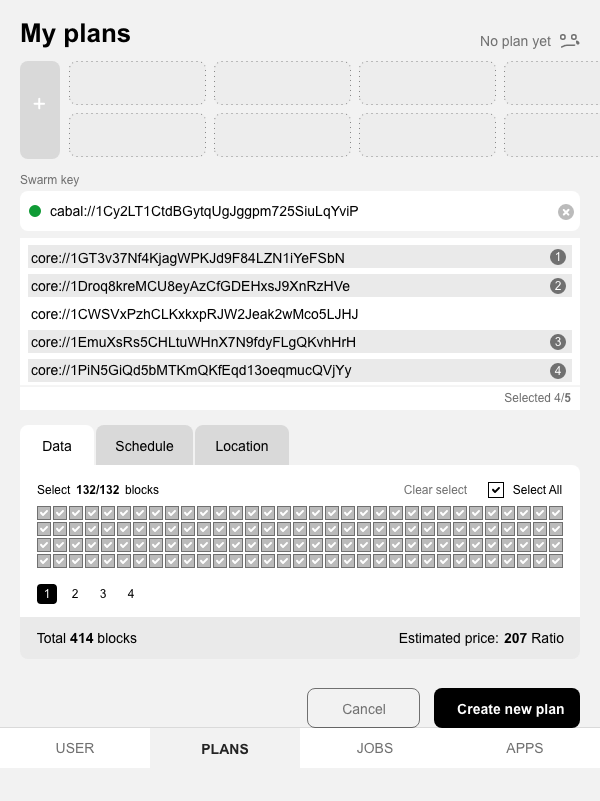 My plans
No plan yet
+
Swarm key
cabal://1Cy2LT1CtdBGytqUgJggpm725SiuLqYviP
core://1GT3v37Nf4KjagWPKJd9F84LZN1iYeFSbN 1
core://1Droq8kreMCU8eyAzCfGDEHxsJ9XnRzHVe 2
core://1CWSVxPzhCLKxkxpRJW2Jeak2wMco5LJHJ
core://1EmuXsRs5CHLtuWHnX7N9fdyFLgQKvhHrH 3
core://1PiN5GiQd5bMTKmQKfEqd13oeqmucQVjYy 4
Selected 4/5
Data Schedule Location
Select 132/132 blocks Clear select Select All
1 2 3 4
Total 414 blocks Estimated price: 207 Ratio
Cancel Create new plan
USER PLANS JOBS APPS